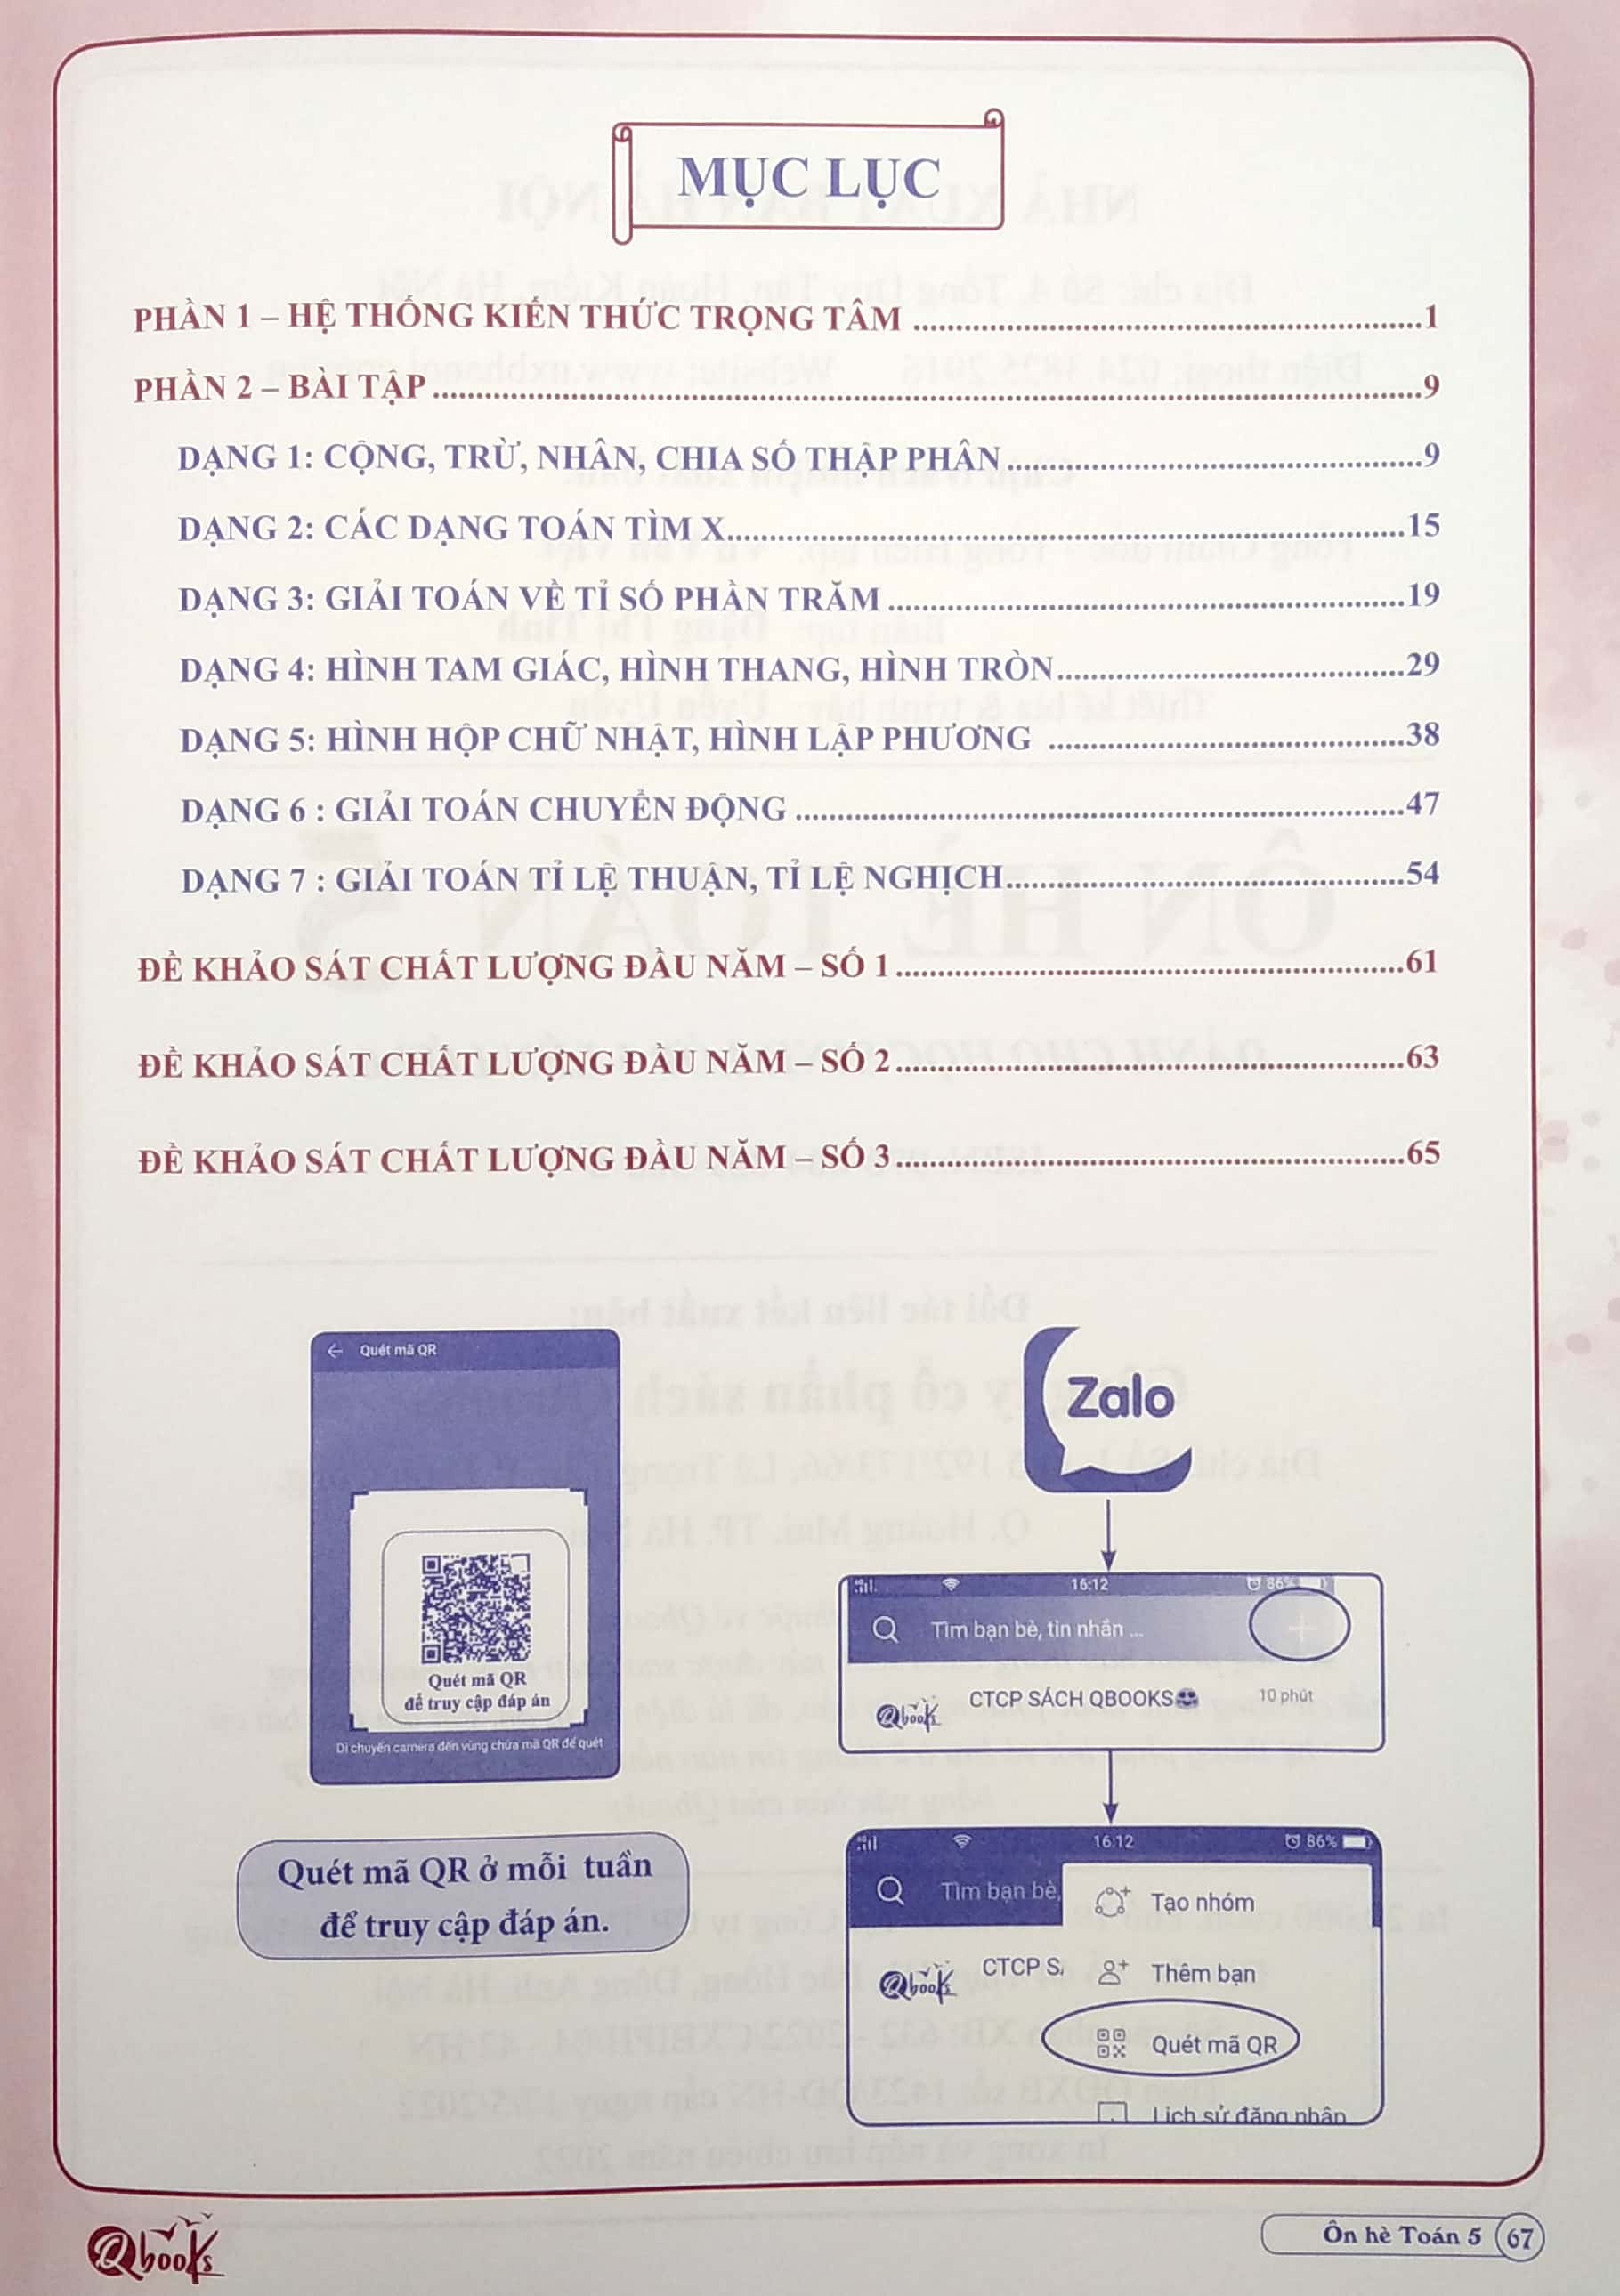 MỤC LỤC
PHẦN 1 – HỆ THỐNG KIẾN THỨC TRỌNG TÂM ........ 1
PHẦN 2 – BÀI TẬP ........ 9
DẠNG 1: CỘNG, TRỪ, NHÂN, CHIA SỐ THẬP PHÂN ........ 9
DẠNG 2: CÁC DẠNG TOÁN TÌM X ........ 15
DẠNG 3: GIẢI TOÁN VỀ TỈ SỐ PHẦN TRĂM ........ 19
DẠNG 4: HÌNH TAM GIÁC, HÌNH THANG, HÌNH TRÒN ........ 29
DẠNG 5: HÌNH HỘP CHỮ NHẬT, HÌNH LẬP PHƯƠNG ........ 38
DẠNG 6 : GIẢI TOÁN CHUYỂN ĐỘNG ........ 47
DẠNG 7 : GIẢI TOÁN TỈ LỆ THUẬN, TỈ LỆ NGHỊCH ........ 54
ĐỀ KHẢO SÁT CHẤT LƯỢNG ĐẦU NĂM – SỐ 1 ........ 61
ĐỀ KHẢO SÁT CHẤT LƯỢNG ĐẦU NĂM – SỐ 2 ........ 63
ĐỀ KHẢO SÁT CHẤT LƯỢNG ĐẦU NĂM – SỐ 3 ........ 65
Quét mã QR
Quét mã QR
để truy cập đáp án
Di chuyển camera đến vùng chứa mã QR để quét
Quét mã QR ở mỗi tuần
để truy cập đáp án.
Zalo
16:12 86%
Tìm bạn bè, tin nhắn ...
Qbooks CTCP SÁCH QBOOKS 10 phút
16:12 86%
Tìm bạn bè,
Tạo nhóm
Qbooks CTCP SÁ
Thêm bạn
Quét mã QR
Lịch sử đăng nhập
Qbooks
Ôn hè Toán 5 67